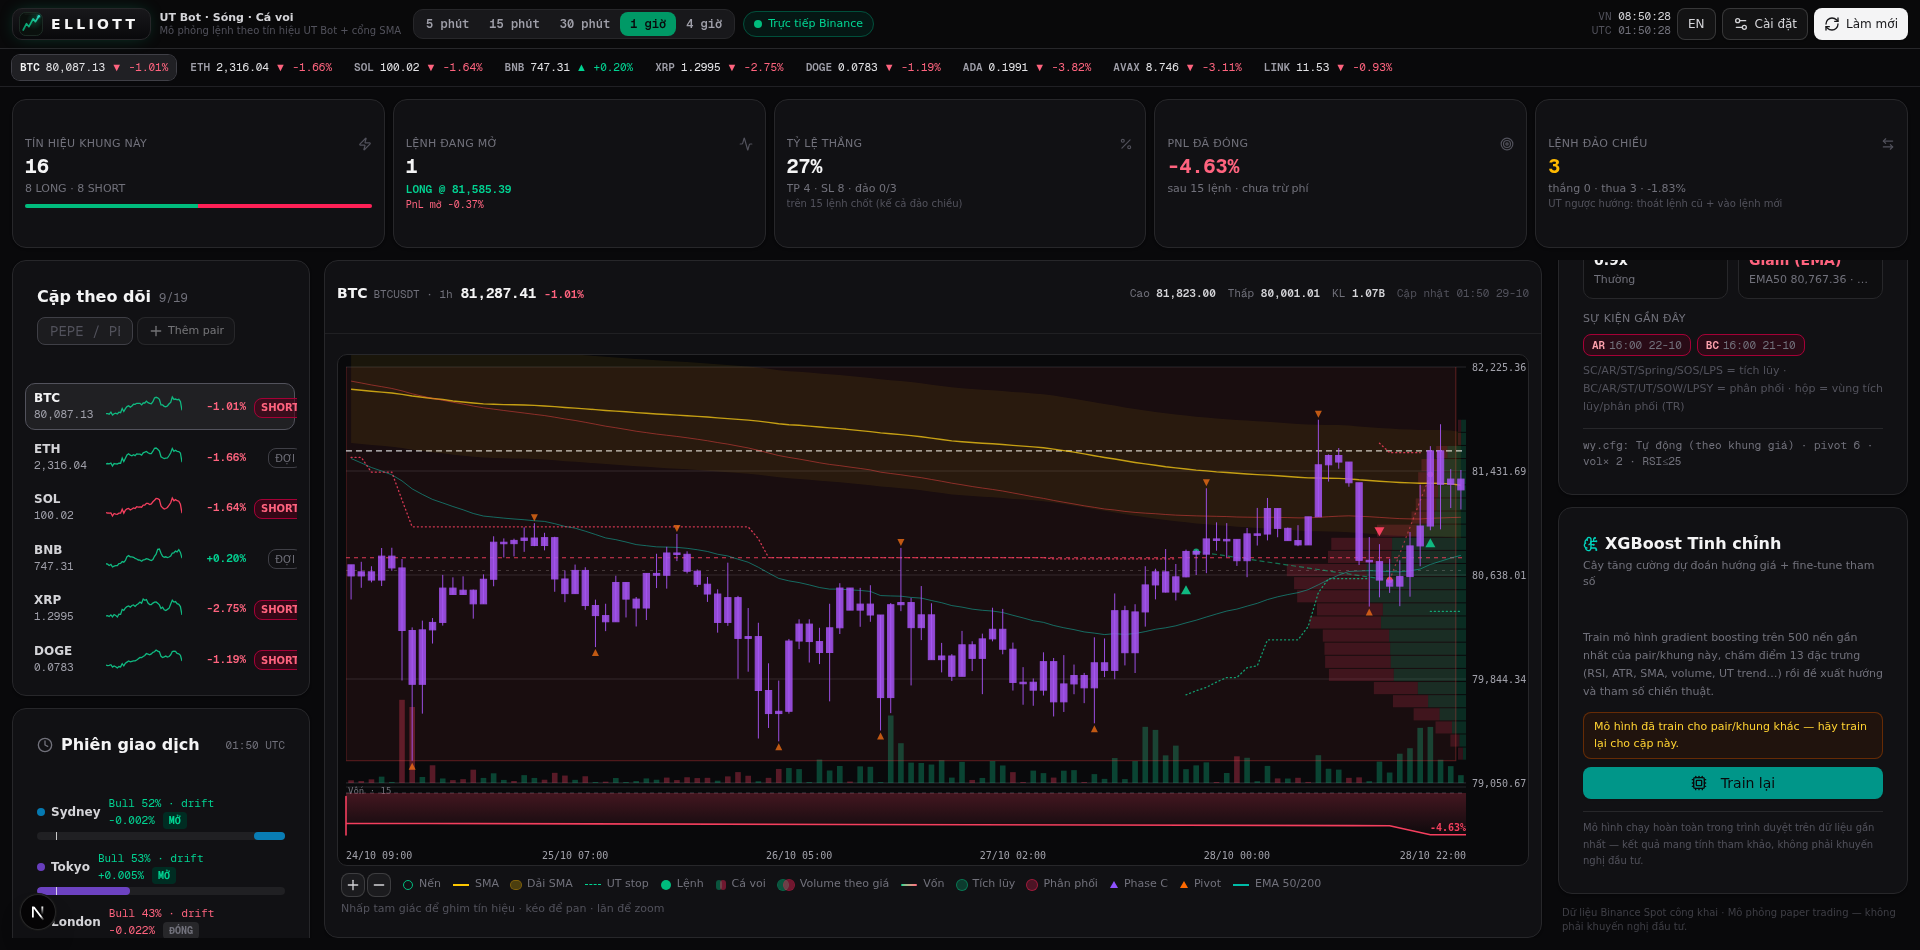 ELLIOTT
UT Bot · Sóng · Cá voi
Mô phỏng lệnh theo tín hiệu UT Bot + cổng SMA
5 phút 15 phút 30 phút 1 giờ 4 giờ
Trực tiếp Binance
VN 08:50:28
UTC 01:50:28
EN
Cài đặt
Làm mới
BTC 80,087.13 ▼ -1.01% ETH 2,316.04 ▼ -1.66% SOL 100.02 ▼ -1.64% BNB 747.31 ▲ +0.20% XRP 1.2995 ▼ -2.75% DOGE 0.0783 ▼ -1.19% ADA 0.1991 ▼ -3.82% AVAX 8.746 ▼ -3.11% LINK 11.53 ▼ -0.93%
TÍN HIỆU KHUNG NÀY
16
8 LONG · 8 SHORT
LỆNH ĐANG MỞ
1
LONG @ 81,585.39
PnL mở -0.37%
TỶ LỆ THẮNG
27%
TP 4 · SL 8 · đảo 0/3
trên 15 lệnh chốt (kể cả đảo chiều)
PNL ĐÃ ĐÓNG
-4.63%
sau 15 lệnh · chưa trừ phí
LỆNH ĐẢO CHIỀU
3
thắng 0 · thua 3 · -1.83%
UT ngược hướng: thoát lệnh cũ + vào lệnh mới
Cặp theo dõi 9/19
PEPE / PI
+ Thêm pair
BTC
80,087.13
-1.01% SHORT
ETH
2,316.04
-1.66% ĐỢI
SOL
100.02
-1.64% SHORT
BNB
747.31
+0.20% ĐỢI
XRP
1.2995
-2.75% SHORT
DOGE
0.0783
-1.19% SHORT
Phiên giao dịch 01:50 UTC
Sydney Bull 52% · drift
-0.002% MỞ
Tokyo Bull 53% · drift
+0.005% MỞ
London Bull 43% · drift
-0.022% ĐÓNG
N
BTC BTCUSDT · 1h 81,287.41 -1.01%
Cao 81,823.00 Thấp 80,001.01 KL 1.07B Cập nhật 01:50 29-10
82,225.36
81,431.69
80,638.01
79,844.34
79,050.67
Vốn · 15
-4.63%
24/10 09:00 25/10 07:00 26/10 05:00 27/10 02:00 28/10 00:00 28/10 22:00
+ −
Nến SMA Dải SMA UT stop Lệnh Cá voi Volume theo giá Vốn Tích lũy Phân phối Phase C Pivot EMA 50/200
Nhấp tam giác để ghim tín hiệu · kéo để pan · lăn để zoom
0.9x
Thường
Giảm (EMA)
EMA50 80,767.36 · ...
SỰ KIỆN GẦN ĐÂY
AR 16:00 22-10 BC 16:00 21-10
SC/AR/ST/Spring/SOS/LPS = tích lũy ·
BC/AR/ST/UT/SOW/LPSY = phân phối · hộp = vùng tích
lũy/phân phối (TR)
wy.cfg: Tự động (theo khung giá) · pivot 6 ·
vol× 2 · RSI≤25
XGBoost Tinh chỉnh
Cây tăng cường dự đoán hướng giá + fine-tune tham
số
Train mô hình gradient boosting trên 500 nến gần
nhất của pair/khung này, chấm điểm 13 đặc trưng
(RSI, ATR, SMA, volume, UT trend...) rồi đề xuất hướng
và tham số chiến thuật.
Mô hình đã train cho pair/khung khác — hãy train
lại cho cặp này.
Train lại
Mô hình chạy hoàn toàn trong trình duyệt trên dữ liệu gần
nhất — kết quả mang tính tham khảo, không phải khuyến
nghị đầu tư.
Dữ liệu Binance Spot công khai · Mô phỏng paper trading — không
phải khuyến nghị đầu tư.